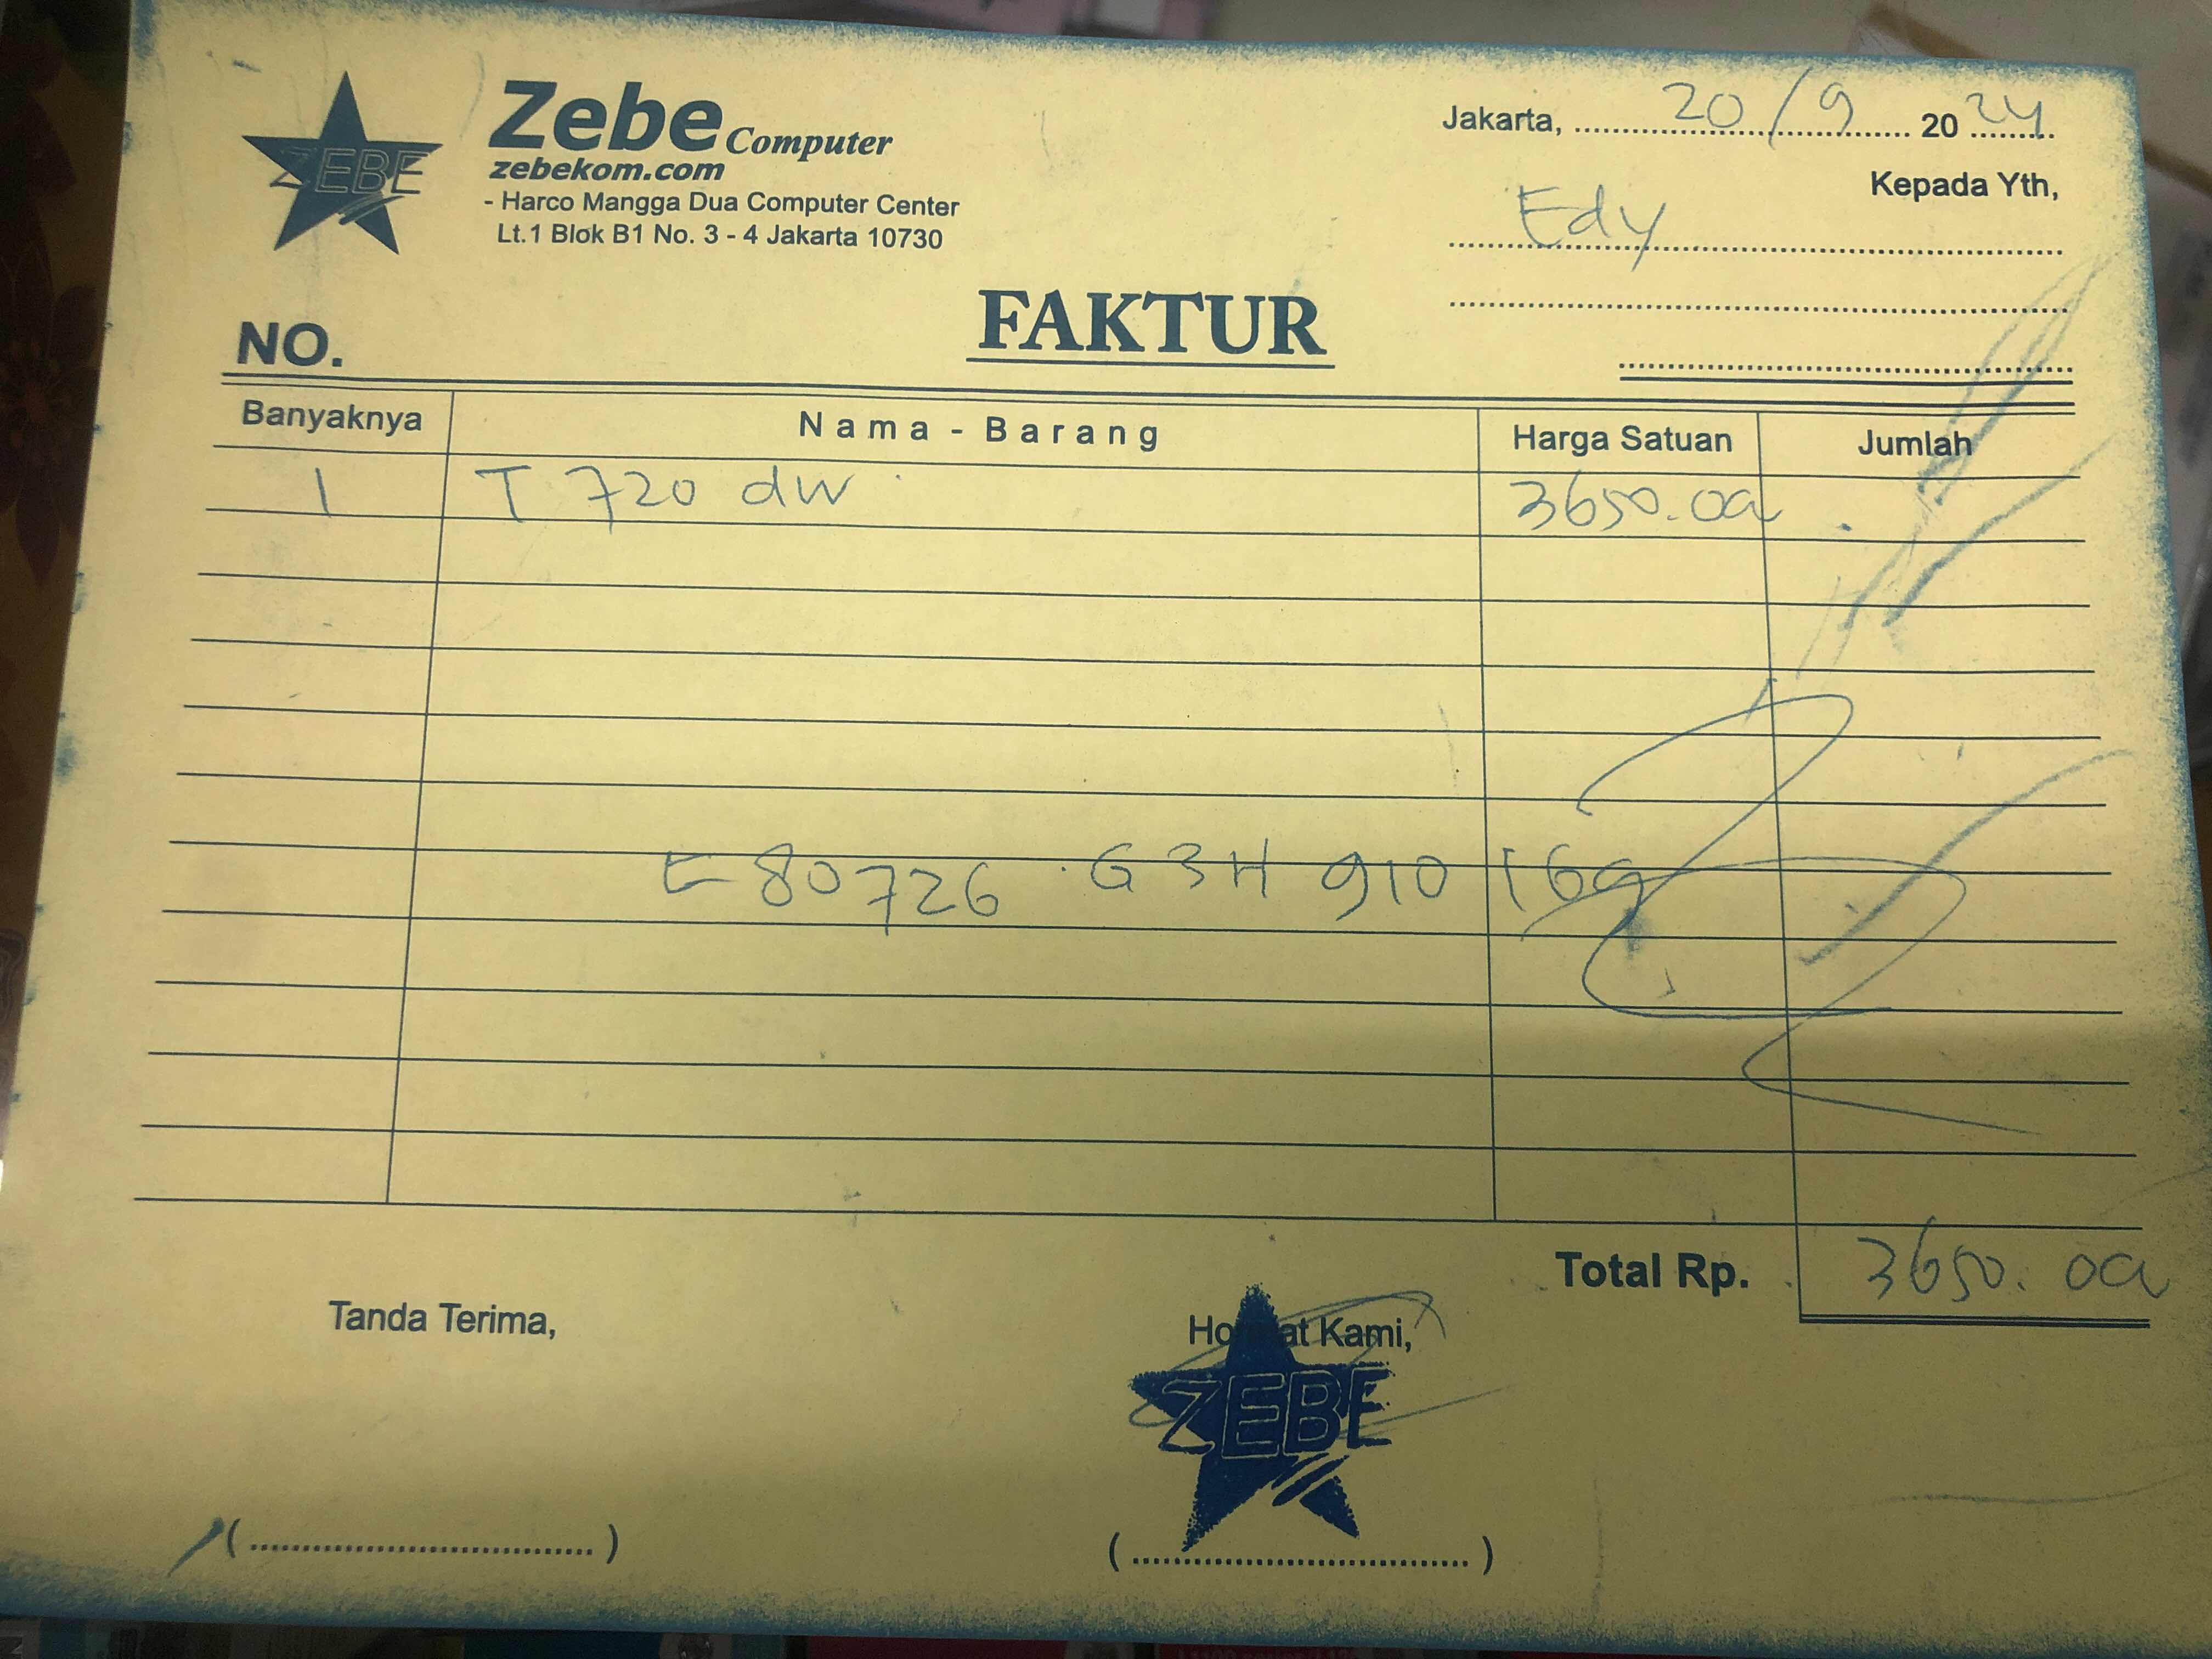 ZEBE
Zebe Computer
zebekom.com
- Harco Mangga Dua Computer Center
Lt.1 Blok B1 No. 3 - 4 Jakarta 10730
Jakarta, 20/9 2024
Kepada Yth,
Edy
FAKTUR
NO.
Banyaknya Nama - Barang Harga Satuan Jumlah
1 T 720 dw 3650.00
E80726 G3H 910 169
Total Rp. 3650.00
Tanda Terima,
Hormat Kami,
ZEBE
(..............................) (..............................)